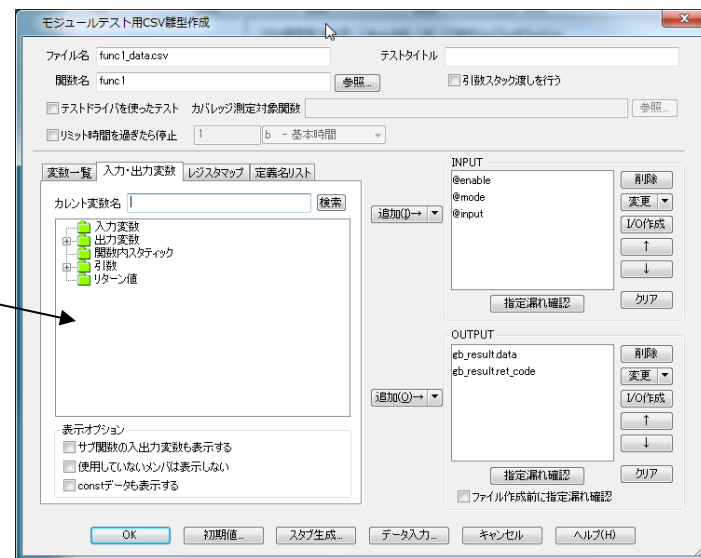 モジュールテスト用CSV雛型作成
ファイル名 func1_data.csv テストタイトル
関数名 func1 参照... 引数スタック渡しを行う
テストドライバを使ったテスト カバレッジ測定対象関数 参照...
リミット時間を過ぎたら停止 1 b - 基本時間
変数一覧 入力・出力変数 レジスタマップ 定義名リスト
カレント変数名 検索
入力変数
出力変数
関数内スタティック
引数
リターン値
表示オプション
サブ関数の入出力変数も表示する
使用していないメンバは表示しない
constデータも表示する
追加(I)→
INPUT
@enable
@mode
@input
削除
変更
I/O作成
↑
↓
指定漏れ確認 クリア
追加(O)→
OUTPUT
gb_result.data
gb_result.ret_code
削除
変更
I/O作成
↑
↓
指定漏れ確認 クリア
ファイル作成前に指定漏れ確認
OK 初期値... スタブ生成... データ入力... キャンセル ヘルプ(H)